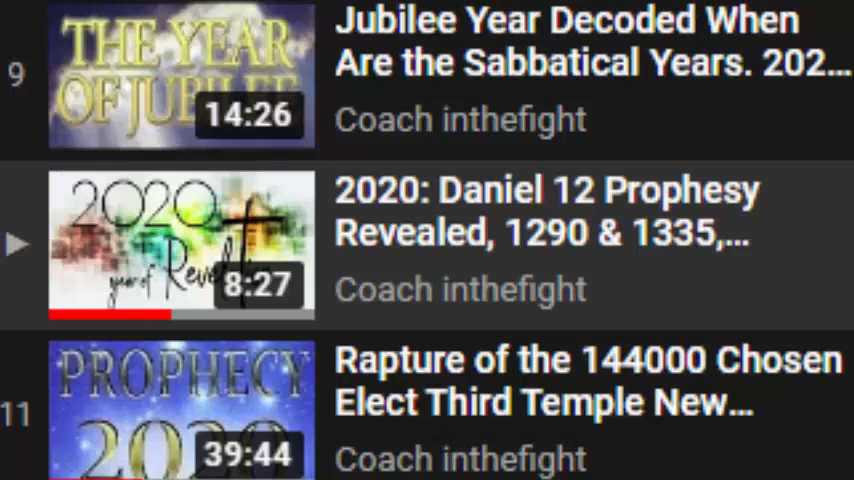 9
THE YEAR
OF JUBILEE
14:26
Jubilee Year Decoded When
Are the Sabbatical Years. 202...
Coach inthefight
2020
year of Revel
8:27
2020: Daniel 12 Prophesy
Revealed, 1290 & 1335,...
Coach inthefight
11
PROPHECY
2020
39:44
Rapture of the 144000 Chosen
Elect Third Temple New...
Coach inthefight